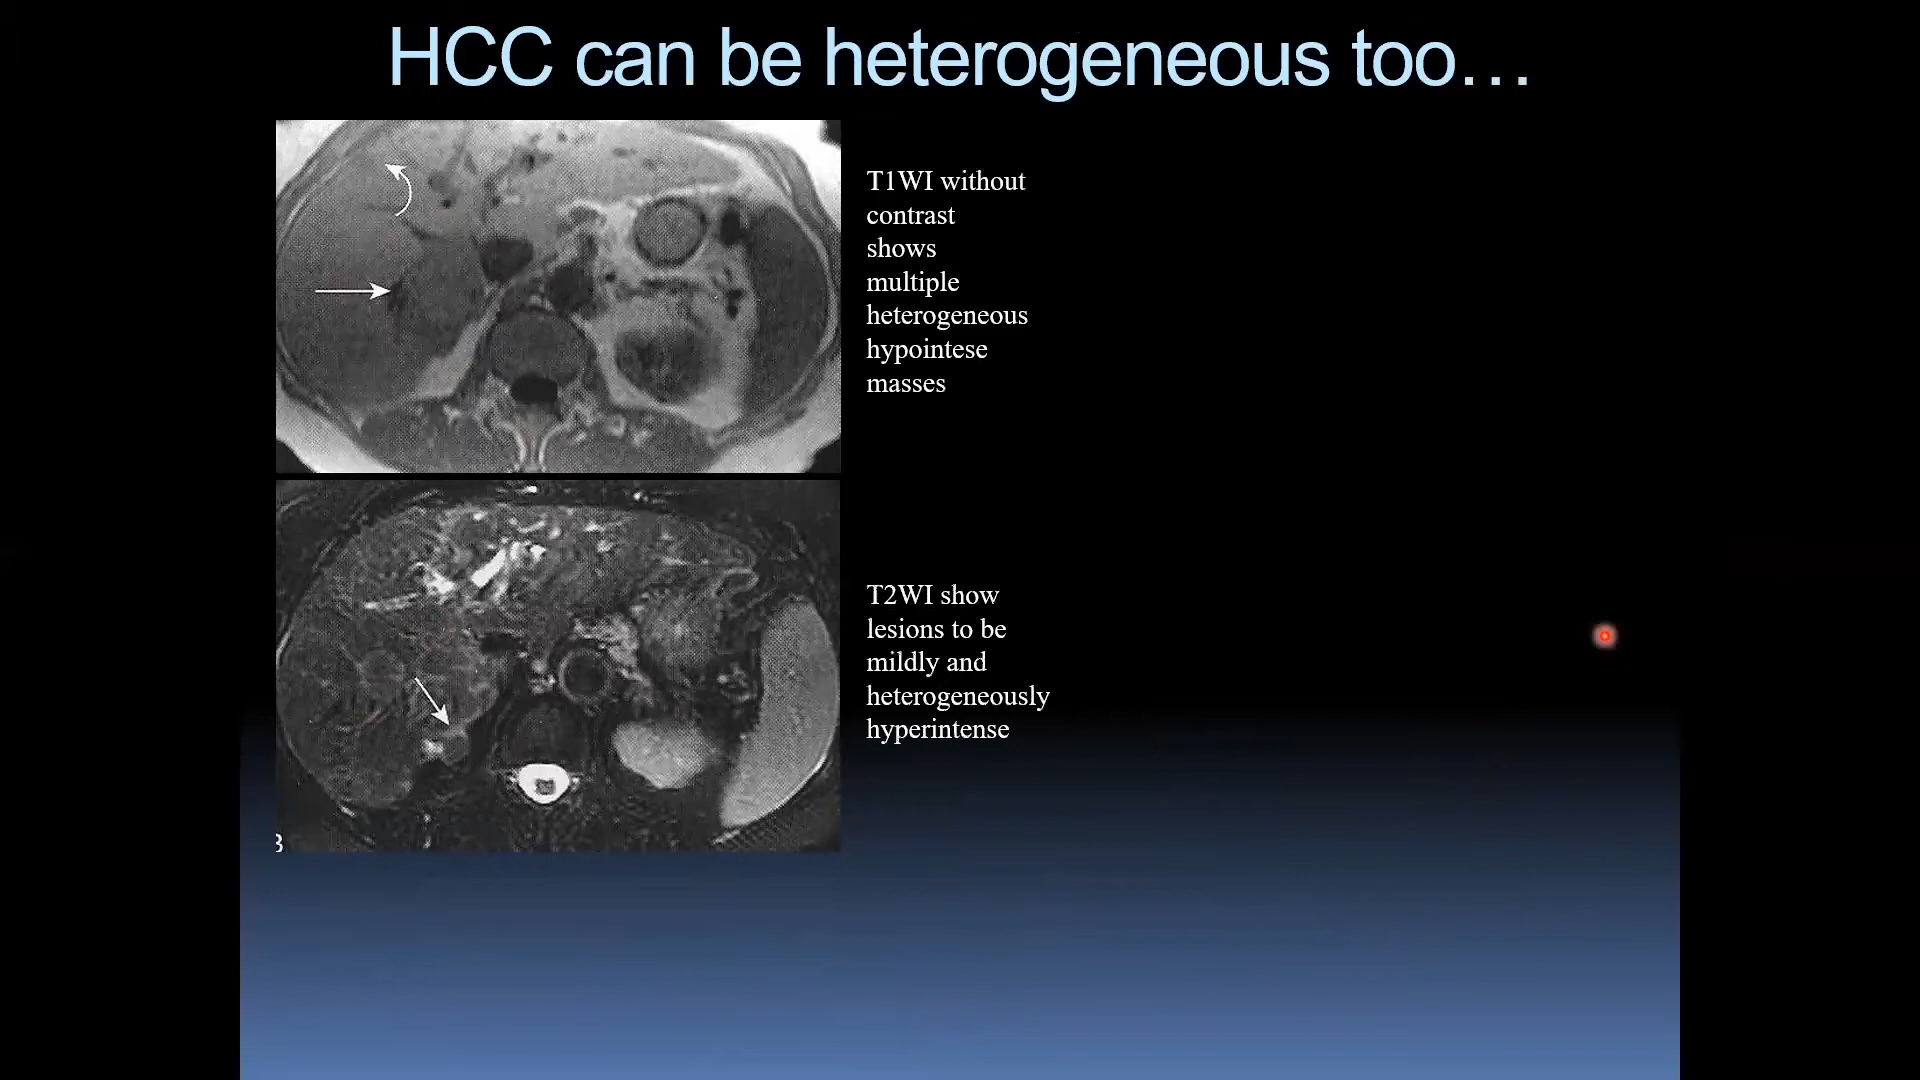 HCC can be heterogeneous too…
T1WI without
contrast
shows
multiple
heterogeneous
hypointese
masses
T2WI show
lesions to be
mildly and
heterogeneously
hyperintense